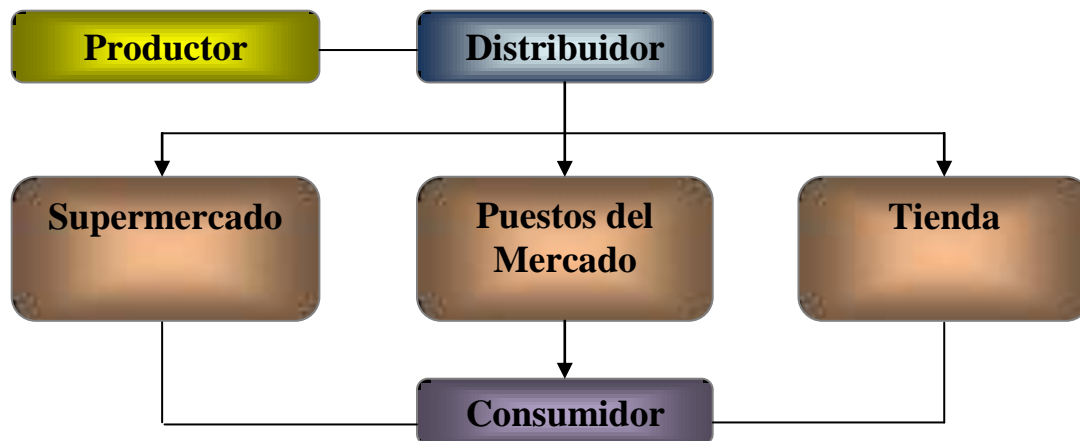 Productor
Distribuidor
Supermercado
Puestos del
Mercado
Tienda
Consumidor